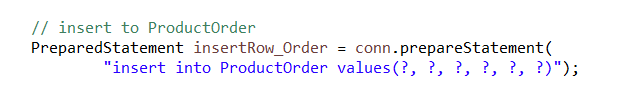 // insert to ProductOrder
PreparedStatement insertRow_Order = conn.prepareStatement(
"insert into ProductOrder values(?, ?, ?, ?, ?, ?)");